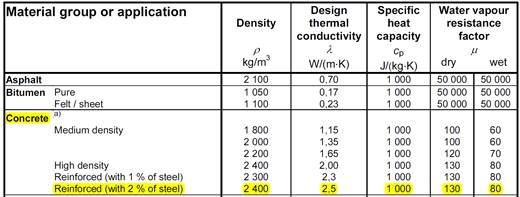 Material group or application Density Design thermal conductivity Specific heat capacity Water vapour resistance factor
ρ λ cp μ
kg/m3 W/(m·K) J/(kg·K) dry wet
Asphalt 2 100 0,70 1 000 50 000 50 000
Bitumen Pure 1 050 0,17 1 000 50 000 50 000
Felt / sheet 1 100 0,23 1 000 50 000 50 000
Concrete a)
Medium density 1 800 1,15 1 000 100 60
2 000 1,35 1 000 100 60
2 200 1,65 1 000 120 70
High density 2 400 2,00 1 000 130 80
Reinforced (with 1 % of steel) 2 300 2,3 1 000 130 80
Reinforced (with 2 % of steel) 2 400 2,5 1 000 130 80